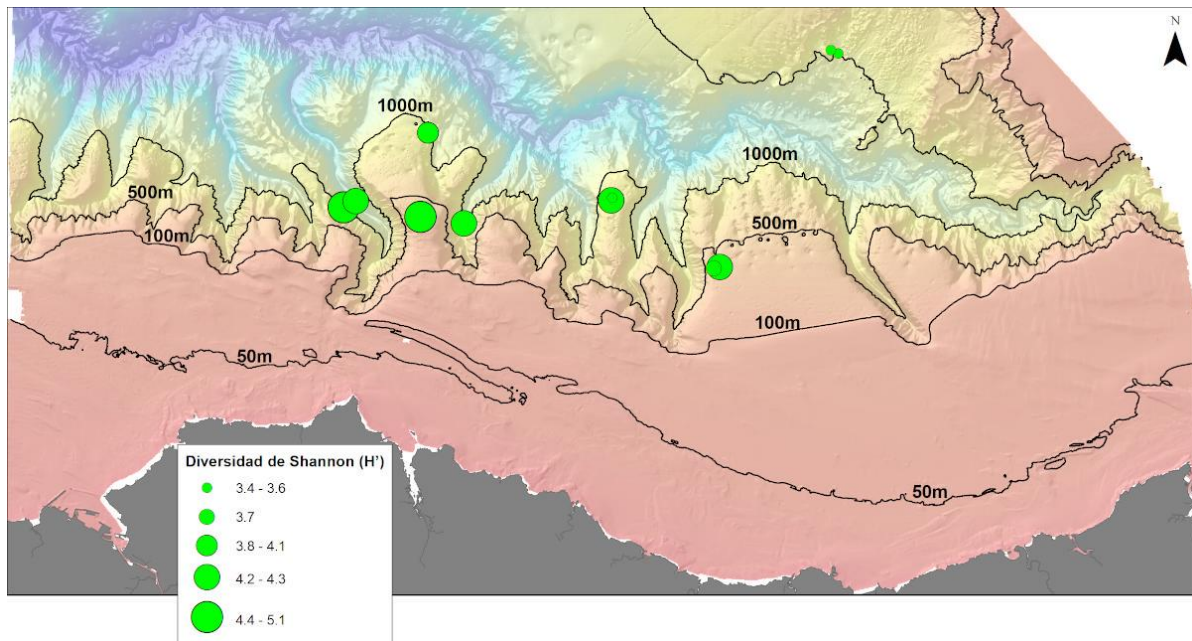 N
1000m
1000m
500m
500m
100m
100m
50m
50m
Diversidad de Shannon (H')
3.4 - 3.6
3.7
3.8 - 4.1
4.2 - 4.3
4.4 - 5.1